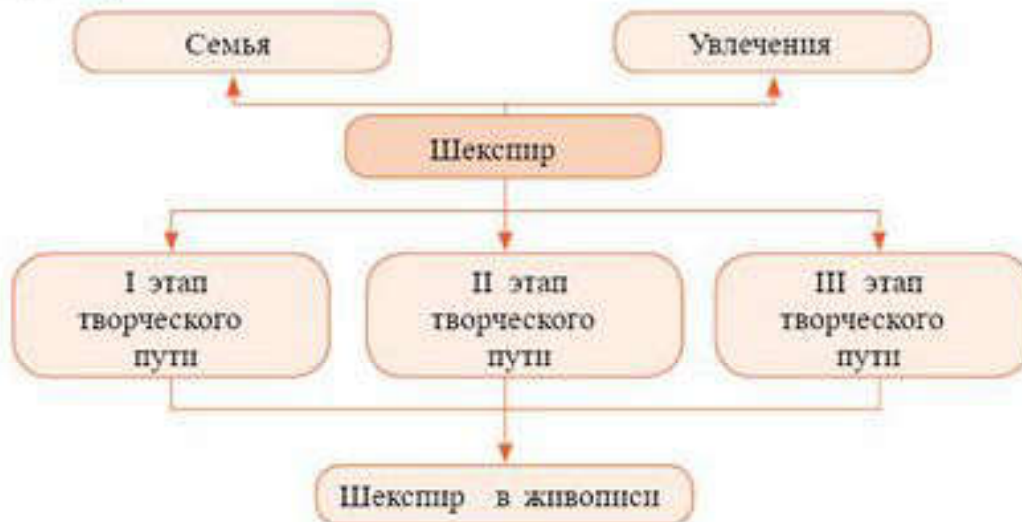 Семья
Увлечения
Шекспир
I этап
творческого
пути
II этап
творческого
пути
III этап
творческого
пути
Шекспир в живописи